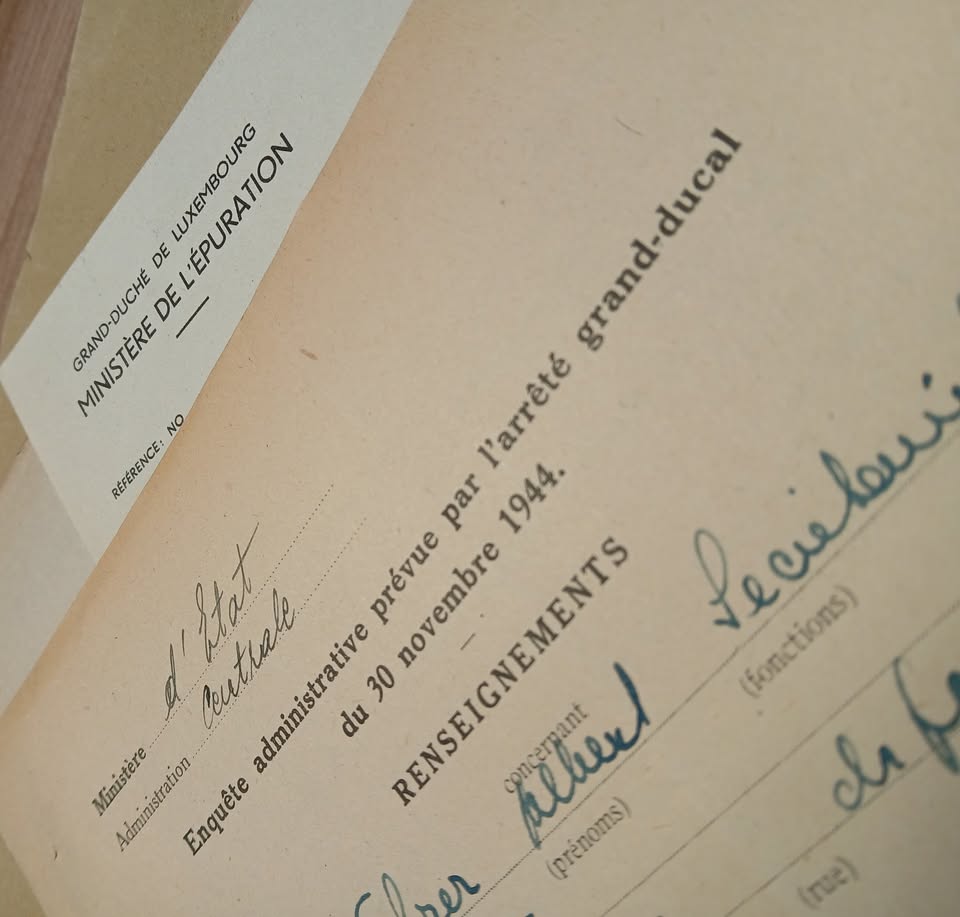 GRAND-DUCHÉ DE LUXEMBOURG
MINISTÈRE DE L'ÉPURATION
RÉFÉRENCE: NO
Ministère d'Etat
Administration centrale
Enquête administrative prévue par l'arrêté grand-ducal
du 30 novembre 1944.
RENSEIGNEMENTS
concernant
Albert
(prénoms) (fonctions)
(rue)